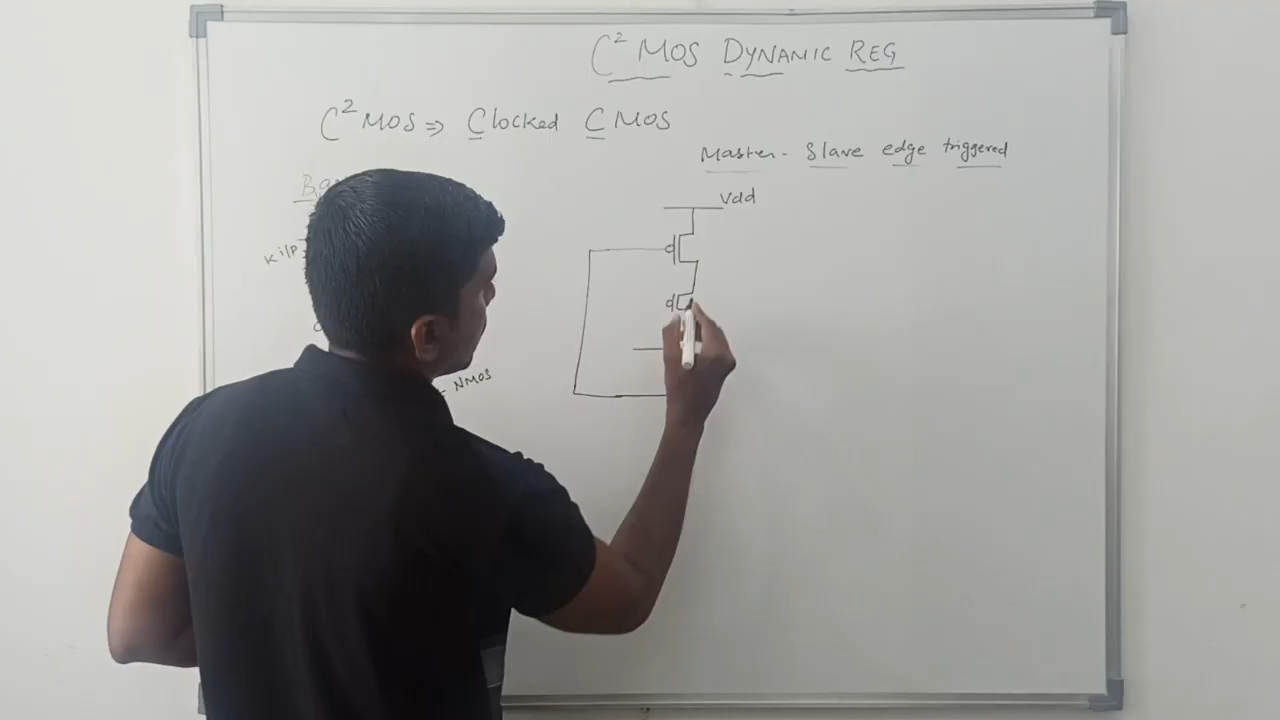 C² MOS DYNAMIC REG
C² MOS ⇒ Clocked CMOS
Master - Slave edge triggered
Vdd
NMOS